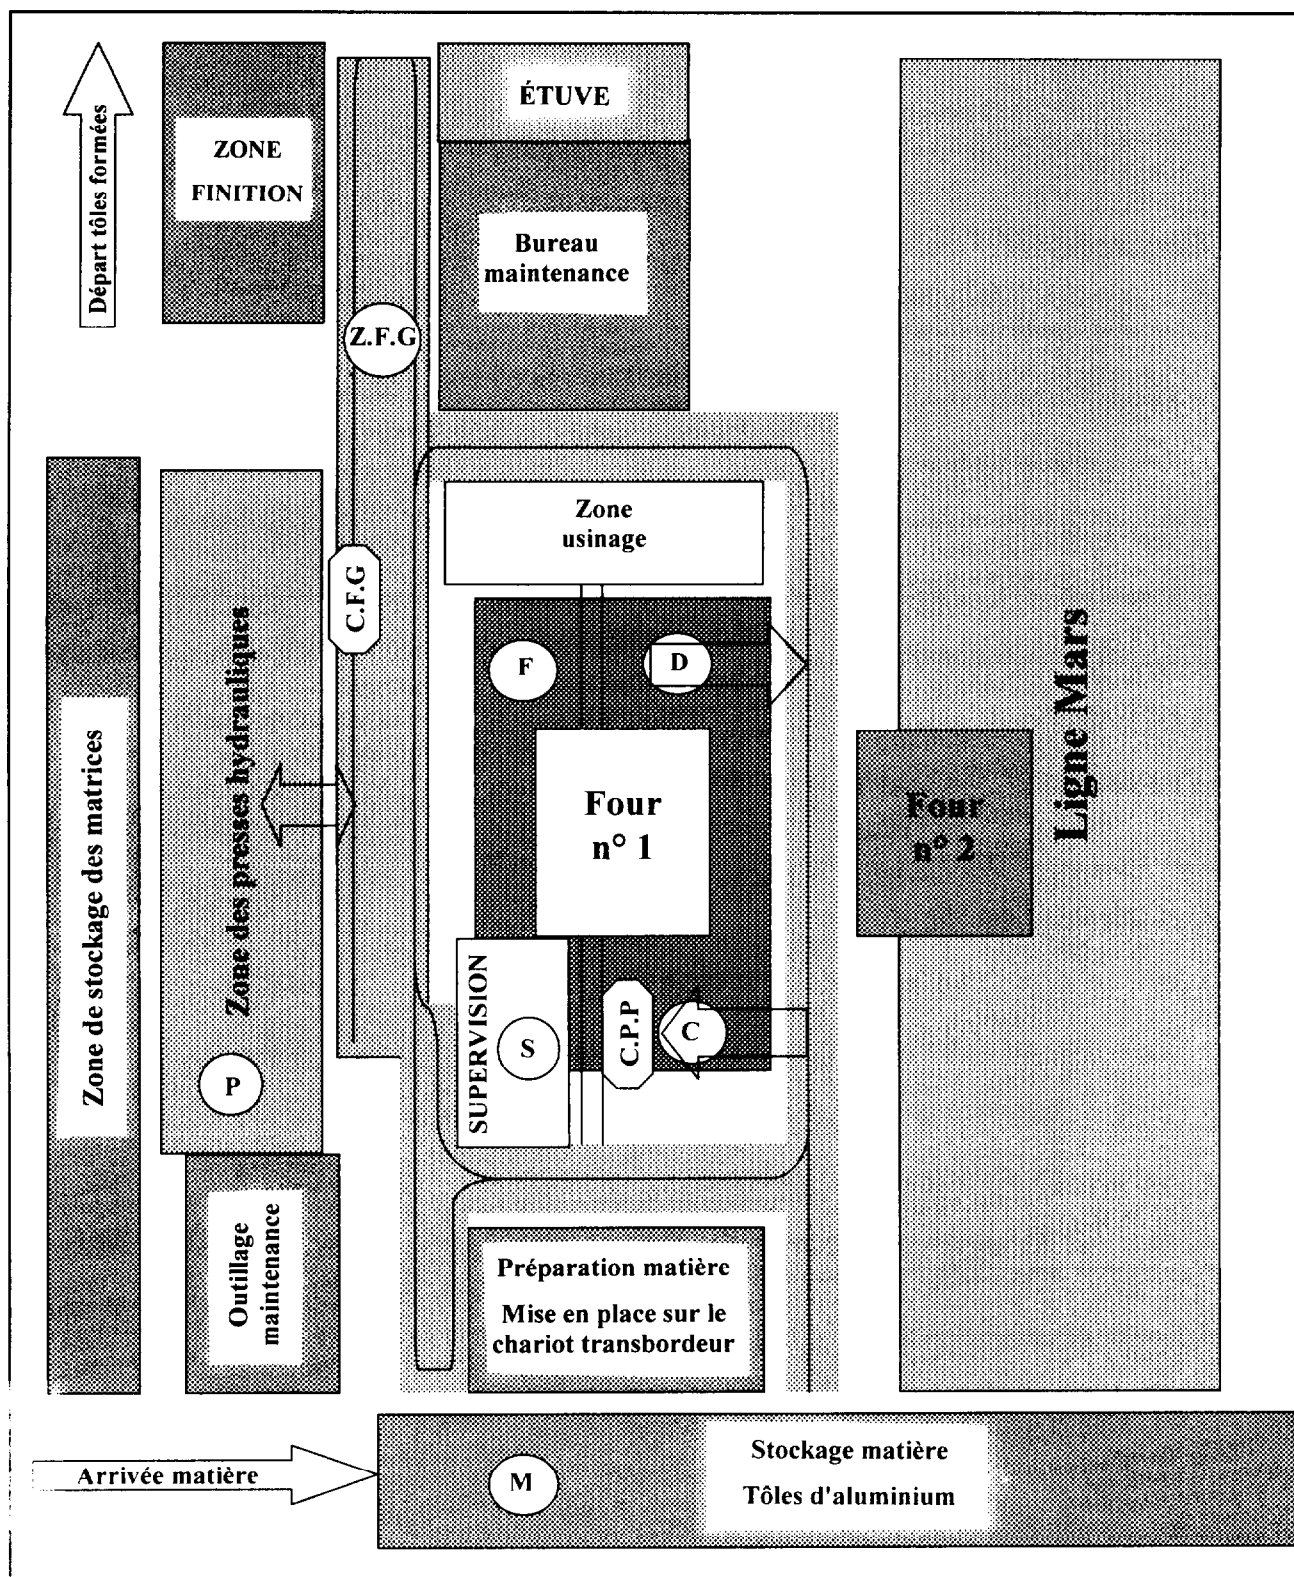 Départ tôles formées
ZONE
FINITION
ÉTUVE
Bureau
maintenance
Z.F.G
Zone
usinage
C.F.G
F
D
Zone de stockage des matrices
Zone des presses hydrauliques
Four
n° 1
Four
n° 2
Ligne Mars
SUPERVISION
S
C.P.P
C
P
Outillage
maintenance
Préparation matière
Mise en place sur le
chariot transbordeur
Arrivée matière
M
Stockage matière
Tôles d'aluminium